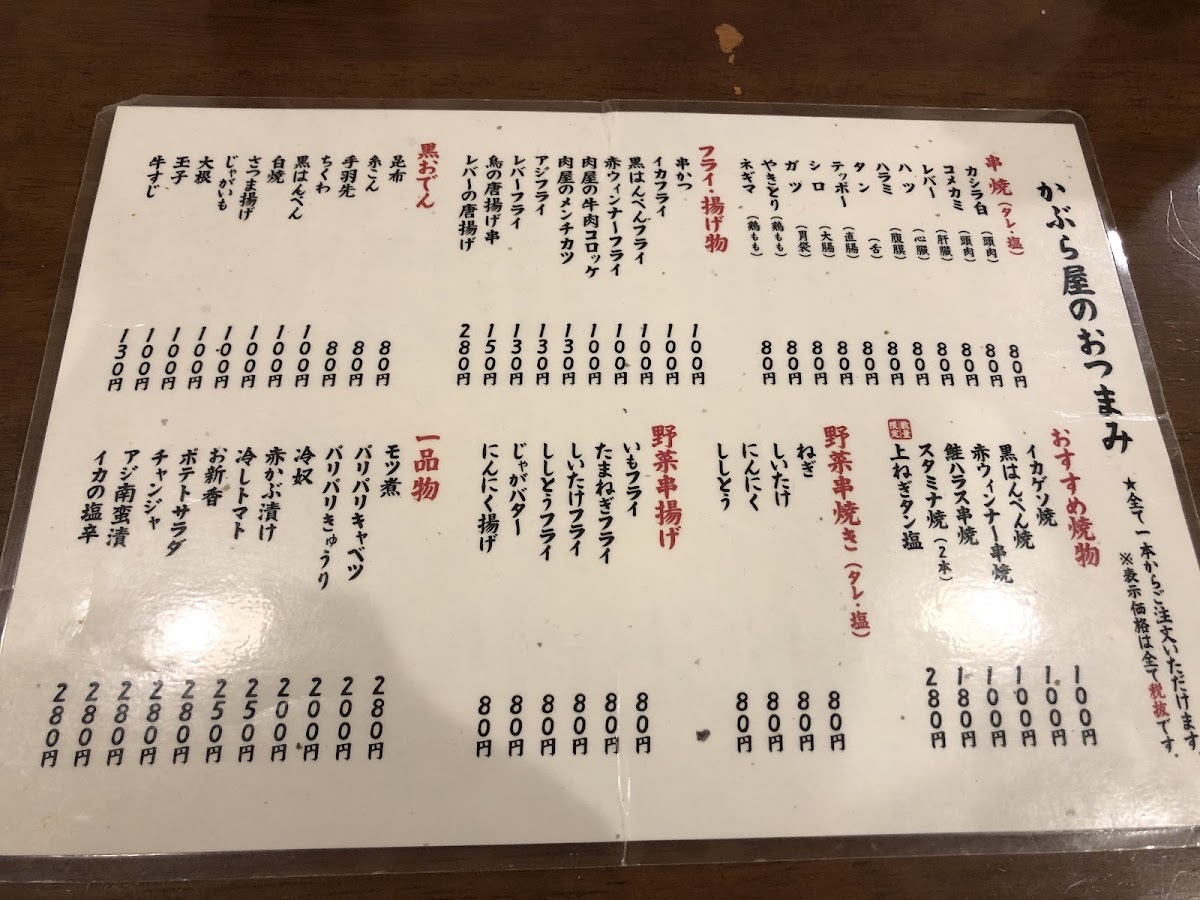 かぶら屋のおつまみ
★全て一本からご注文いただけます
※表示価格は全て税抜です。
串焼（タレ・塩）
カシラ白（頭肉） 80円
コメカミ（頭肉） 80円
レバー（肝臓） 80円
ハツ（心臓） 80円
ハラミ（腹膜） 80円
タン（舌） 80円
テッポー（直腸） 80円
シロ（大腸） 80円
ガツ（胃袋） 80円
やきとり（鶏もも） 80円
ネギマ（鶏もも） 80円
フライ・揚げ物
串かつ 100円
イカフライ 100円
黒はんぺんフライ 100円
赤ウィンナーフライ 100円
肉屋の牛肉コロッケ 100円
肉屋のメンチカツ 130円
アジフライ 130円
レバーフライ 130円
鳥の唐揚げ串 150円
レバーの唐揚げ 280円
黒おでん
昆布 80円
糸こん 80円
手羽先 80円
ちくわ 100円
黒はんぺん 100円
白焼 100円
さつま揚げ 100円
じゃがいも 100円
大根 100円
玉子 100円
牛すじ 130円
おすすめ焼物
イカゲソ焼 100円
黒はんぺん焼 100円
赤ウィンナー串焼 100円
鮭ハラス串焼 100円
スタミナ焼（2本） 180円
数量限定 上ねぎタン塩 280円
野菜串焼き（タレ・塩）
ねぎ 80円
しいたけ 80円
にんにく 80円
ししとう 80円
野菜串揚げ
いもフライ 80円
たまねぎフライ 80円
しいたけフライ 80円
ししとうフライ 80円
じゃがバター 80円
にんにく揚げ 80円
一品物
モツ煮 280円
パリパリキャベツ 200円
パリパリきゅうり 200円
冷奴 200円
赤かぶ漬け 250円
冷しトマト 250円
お新香 280円
ポテトサラダ 280円
チャンジャ 280円
アジ南蛮漬 280円
イカの塩辛 280円